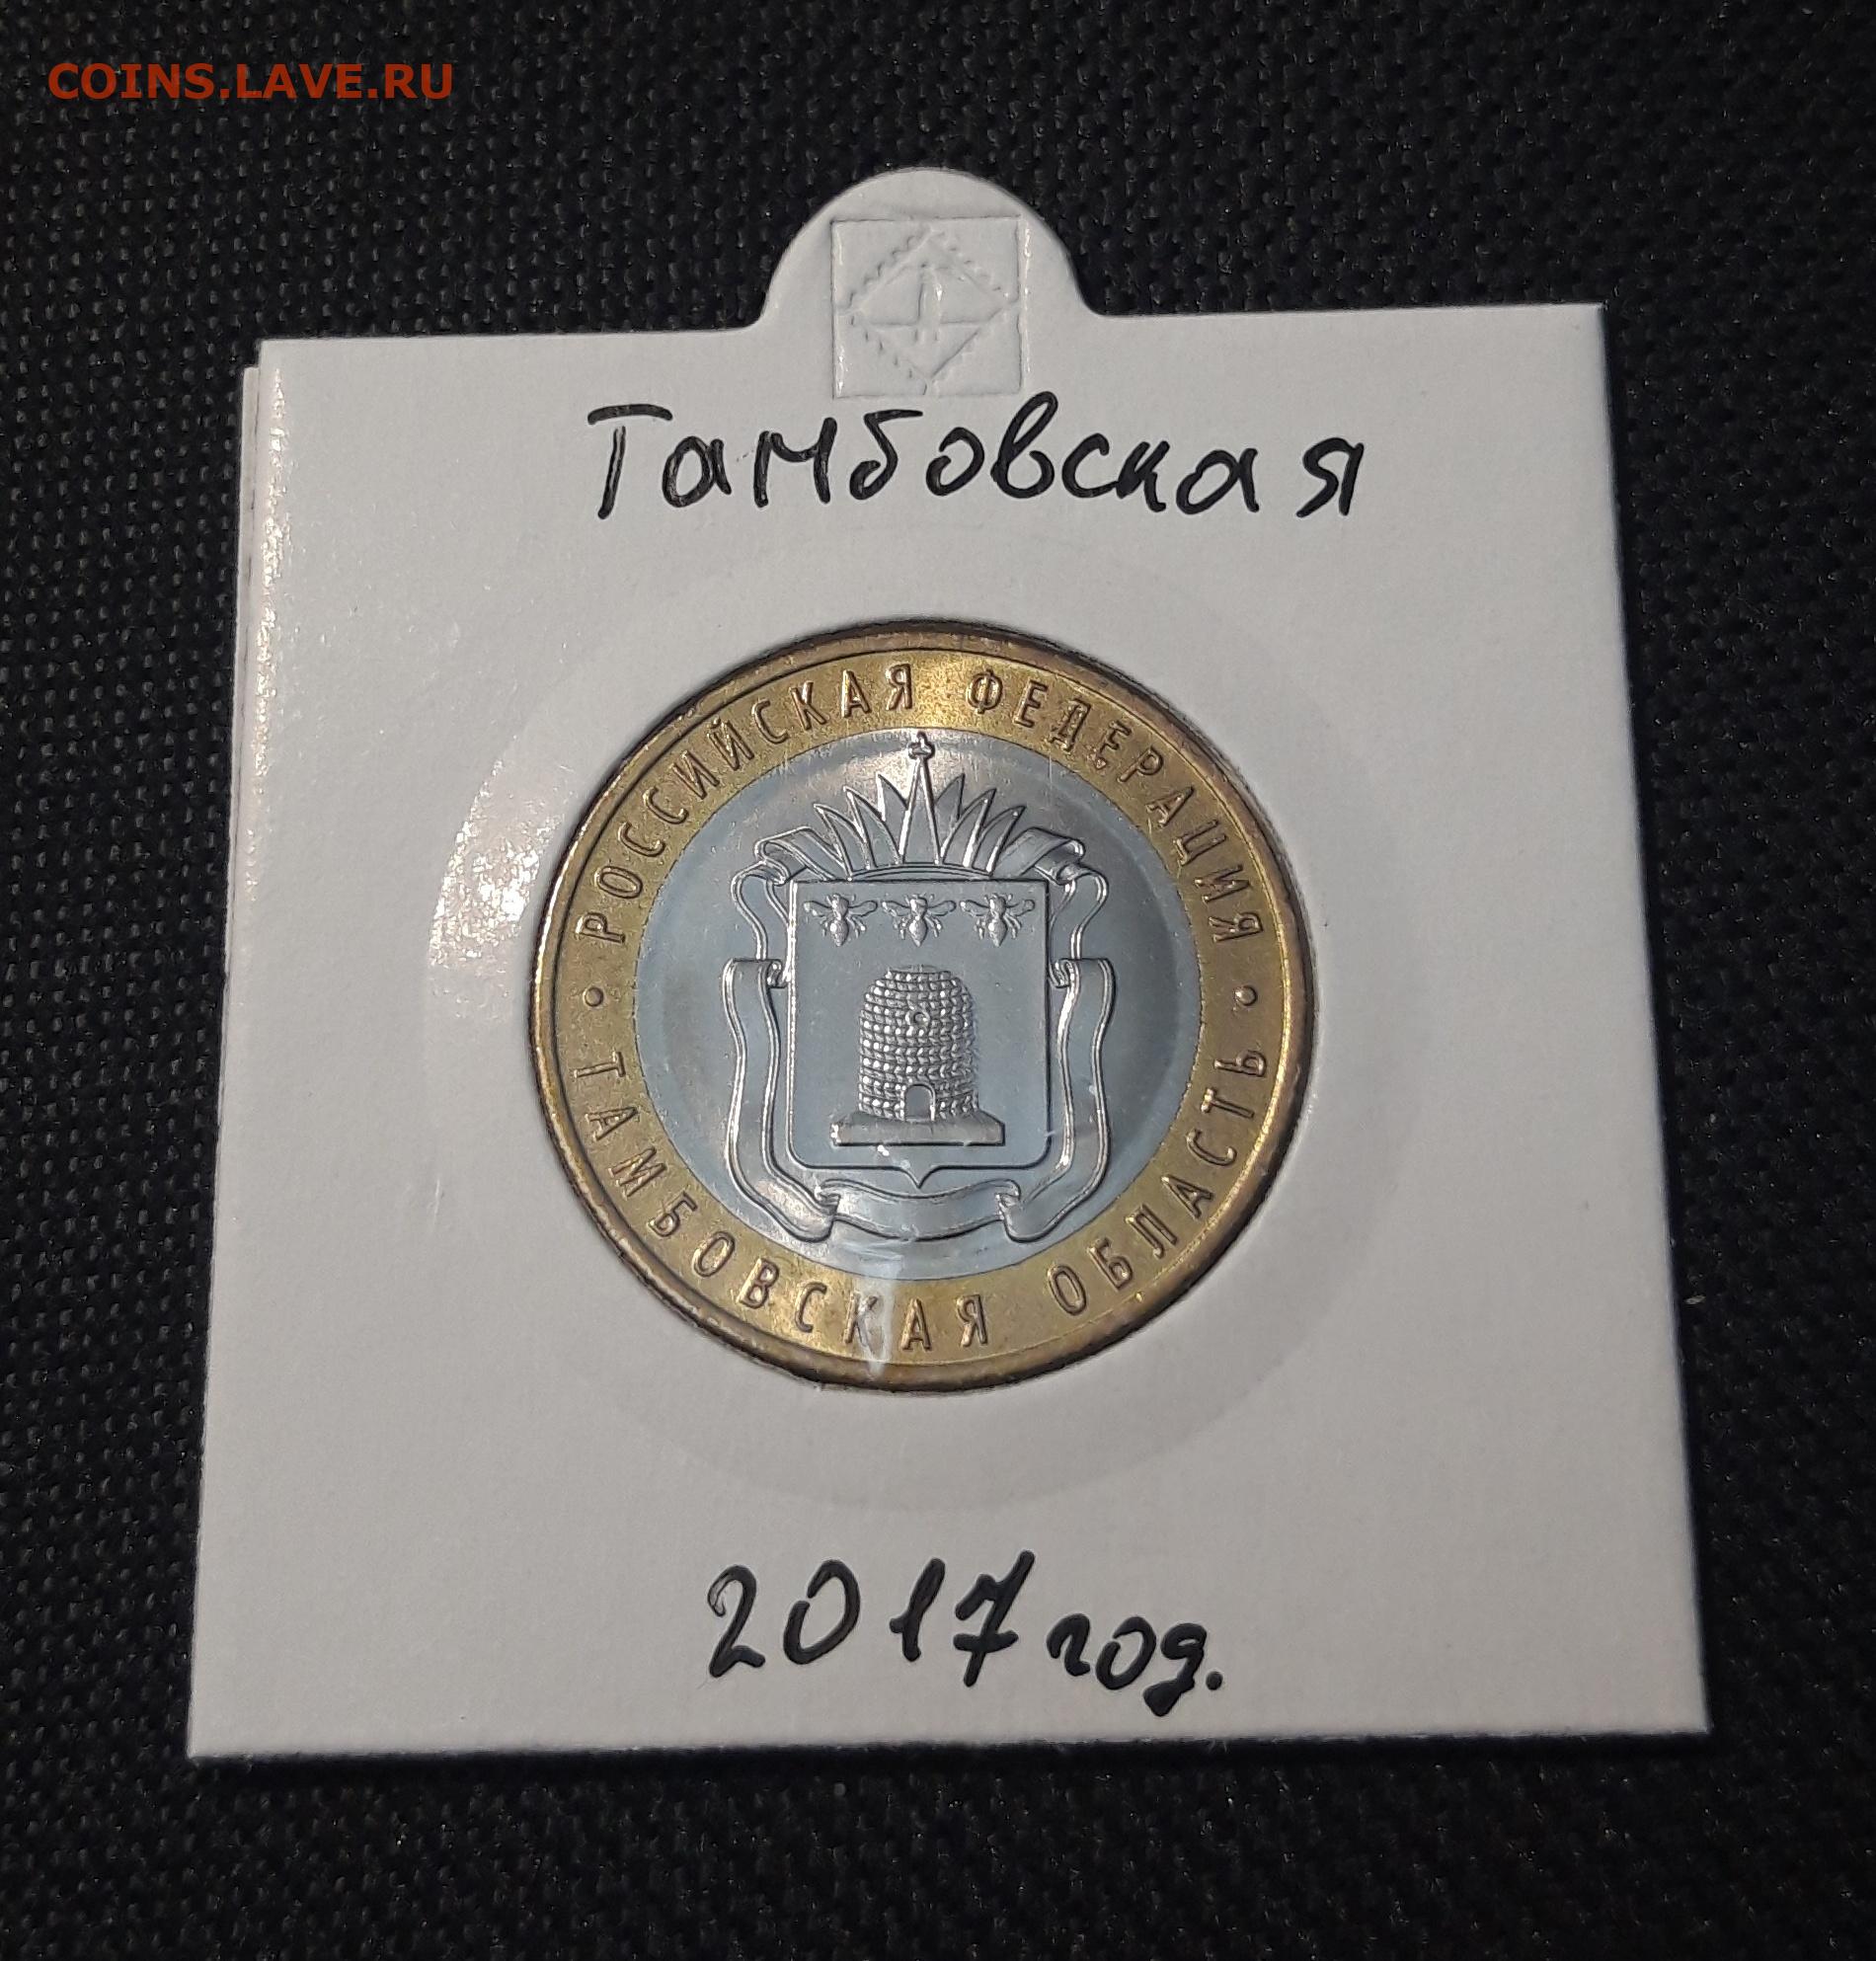 COINS.LAVE.RU
Тамбовская
• РОССИЙСКАЯ ФЕДЕРАЦИЯ •
ТАМБОВСКАЯ ОБЛАСТЬ
2017 год.